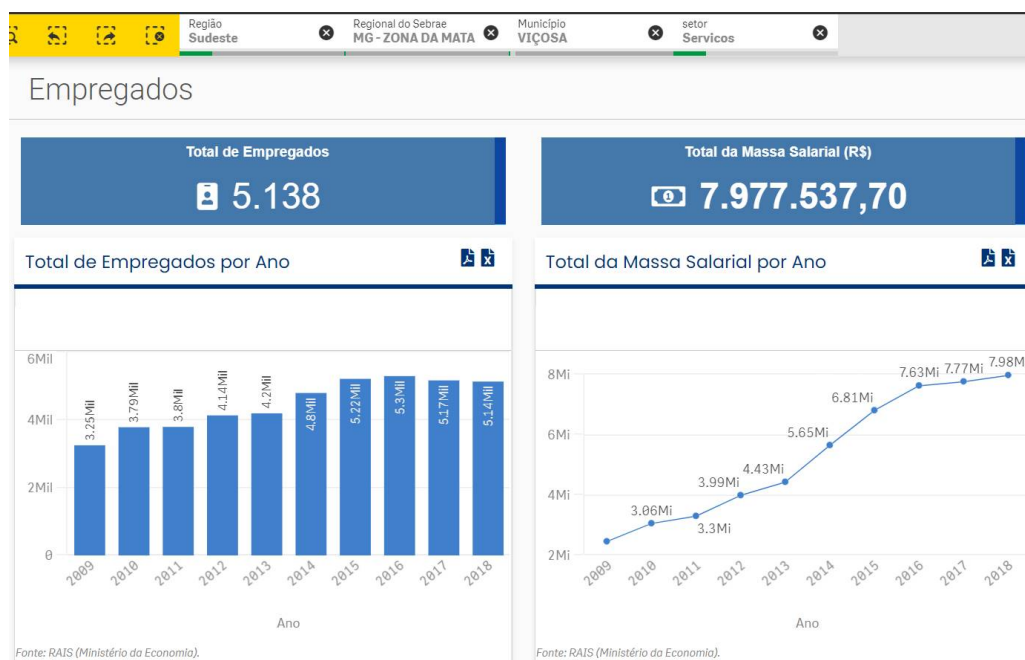 Região
Sudeste
Regional do Sebrae
MG - ZONA DA MATA
Município
VIÇOSA
setor
Servicos
Empregados
Total de Empregados
5.138
Total da Massa Salarial (R$)
7.977.537,70
Total de Empregados por Ano
6Mil
4Mil
2Mil
0
3.25Mil
3.79Mil
3.8Mil
4.14Mil
4.2Mil
4.8Mil
5.22Mil
5.3Mil
5.17Mil
5.14Mil
2009
2010
2011
2012
2013
2014
2015
2016
2017
2018
Ano
Fonte: RAIS (Ministério da Economia).
Total da Massa Salarial por Ano
8Mi
6Mi
4Mi
2Mi
3.06Mi
3.3Mi
3.99Mi
4.43Mi
5.65Mi
6.81Mi
7.63Mi
7.77Mi
7.98M
2009
2010
2011
2012
2013
2014
2015
2016
2017
2018
Ano
Fonte: RAIS (Ministério da Economia).